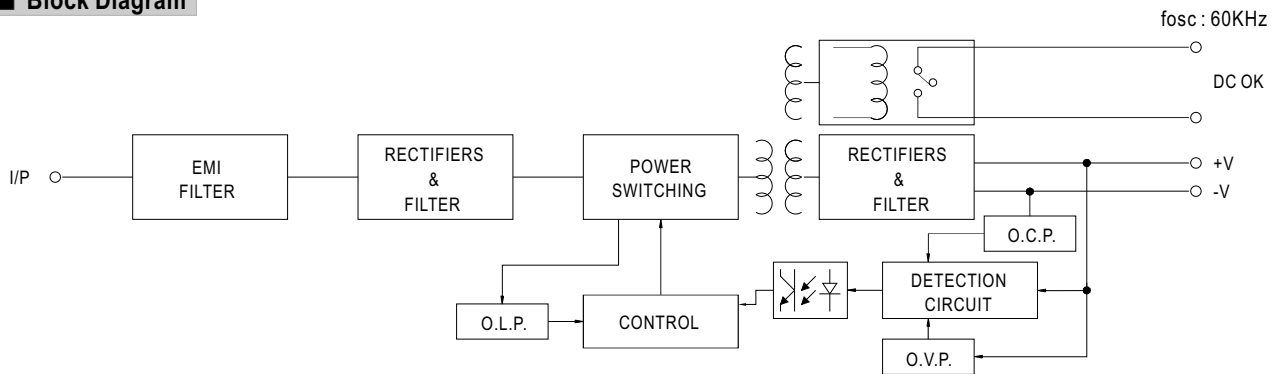 ■ Block Diagram
fosc : 60KHz
DC OK
I/P
EMI
FILTER
RECTIFIERS
&
FILTER
POWER
SWITCHING
RECTIFIERS
&
FILTER
+V
-V
O.C.P.
DETECTION
CIRCUIT
O.L.P.
CONTROL
O.V.P.